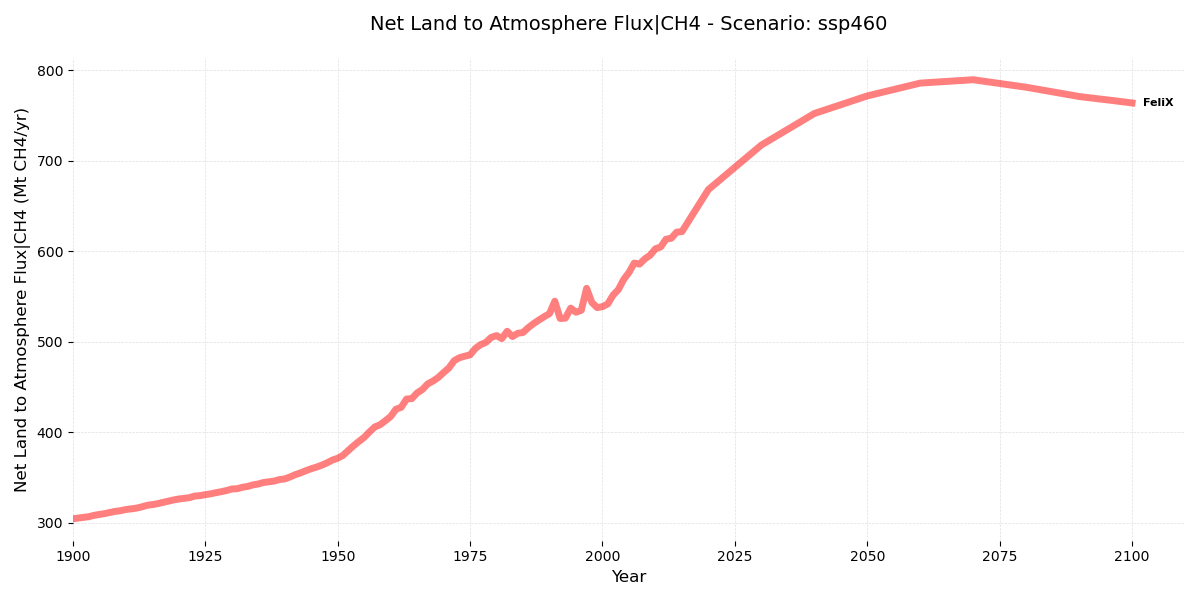 Net Land to Atmosphere Flux|CH4 - Scenario: ssp460
Net Land to Atmosphere Flux|CH4 (Mt CH4/yr)
800
700
600
500
400
300
FeliX
1900 1925 1950 1975 2000 2025 2050 2075 2100
Year